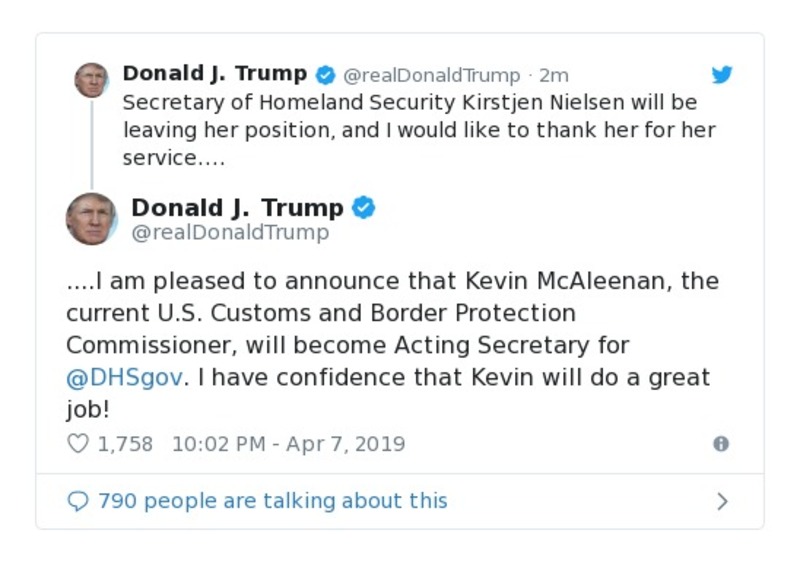 Donald J. Trump @realDonaldTrump · 2m
Secretary of Homeland Security Kirstjen Nielsen will be
leaving her position, and I would like to thank her for her
service....
Donald J. Trump
@realDonaldTrump
....I am pleased to announce that Kevin McAleenan, the
current U.S. Customs and Border Protection
Commissioner, will become Acting Secretary for
@DHSgov. I have confidence that Kevin will do a great
job!
1,758 10:02 PM - Apr 7, 2019
790 people are talking about this